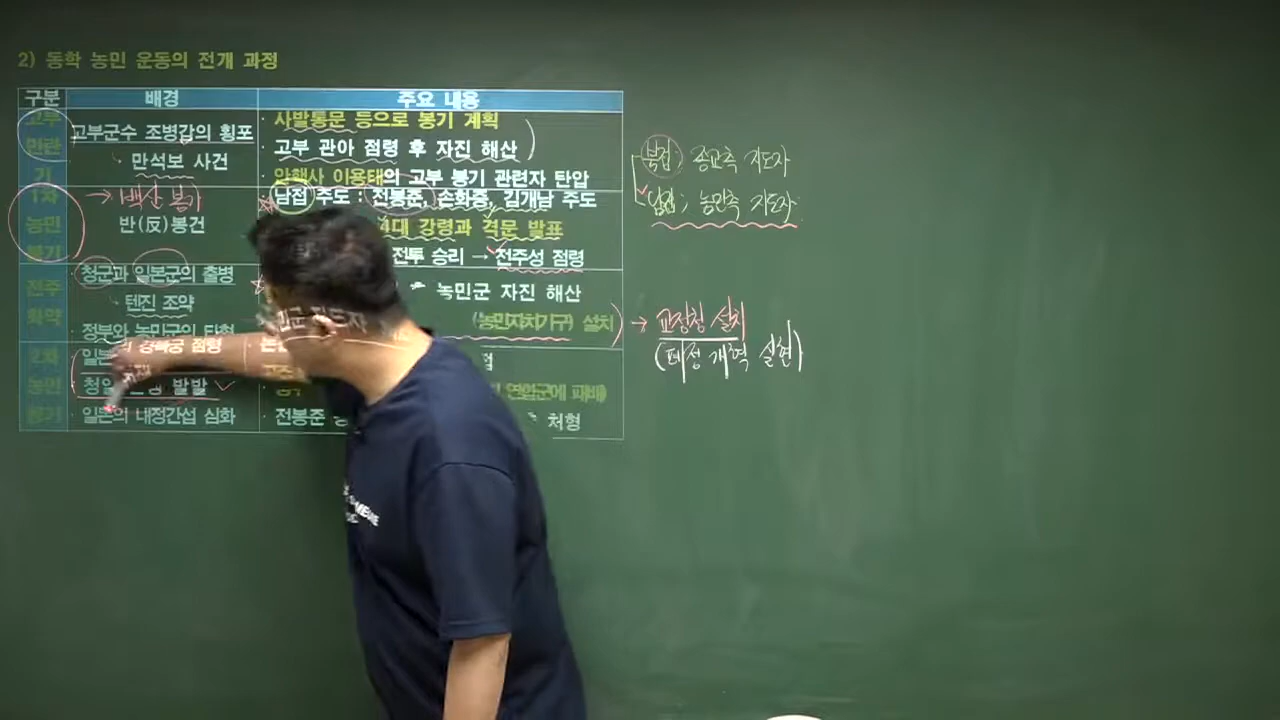 2) 동학 농민 운동의 전개 과정
구분 배경 주요 내용
고부 민란기
고부군수 조병갑의 횡포
만석보 사건
· 사발통문 등으로 봉기 계획
· 고부 관아 점령 후 자진 해산
· 안핵사 이용태의 고부 봉기 관련자 탄압
1차 농민 봉기
→ 백산 봉기
반(反)봉건
남접 주도 : 전봉준, 손화중, 김개남 주도
4대 강령과 격문 발표
전투 승리 → 전주성 점령
전주 화약
청군과 일본군의 출병
텐진 조약
정부와 농민군의 타협
농민군 자진 해산
(농민자치기구) 설치
→ 교정청 설치
(폐정 개혁 실현)
2차 농민 봉기
의 경복궁 점령
청일 발발
일본의 내정간섭 심화
연합군에 패배
· 전봉준
처형
북접 : 종교측 지도자
남접 : 농민측 지도자